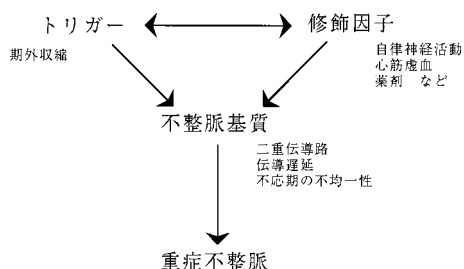 トリガー
修飾因子
期外収縮
自律神経活動
心筋虚血
薬剤 など
不整脈基質
二重伝導路
伝導遅延
不応期の不均一性
重症不整脈